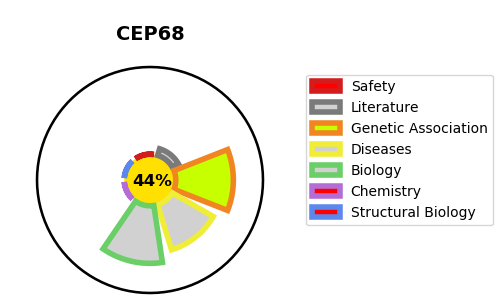 CEP68
44%
Safety
Literature
Genetic Association
Diseases
Biology
Chemistry
Structural Biology